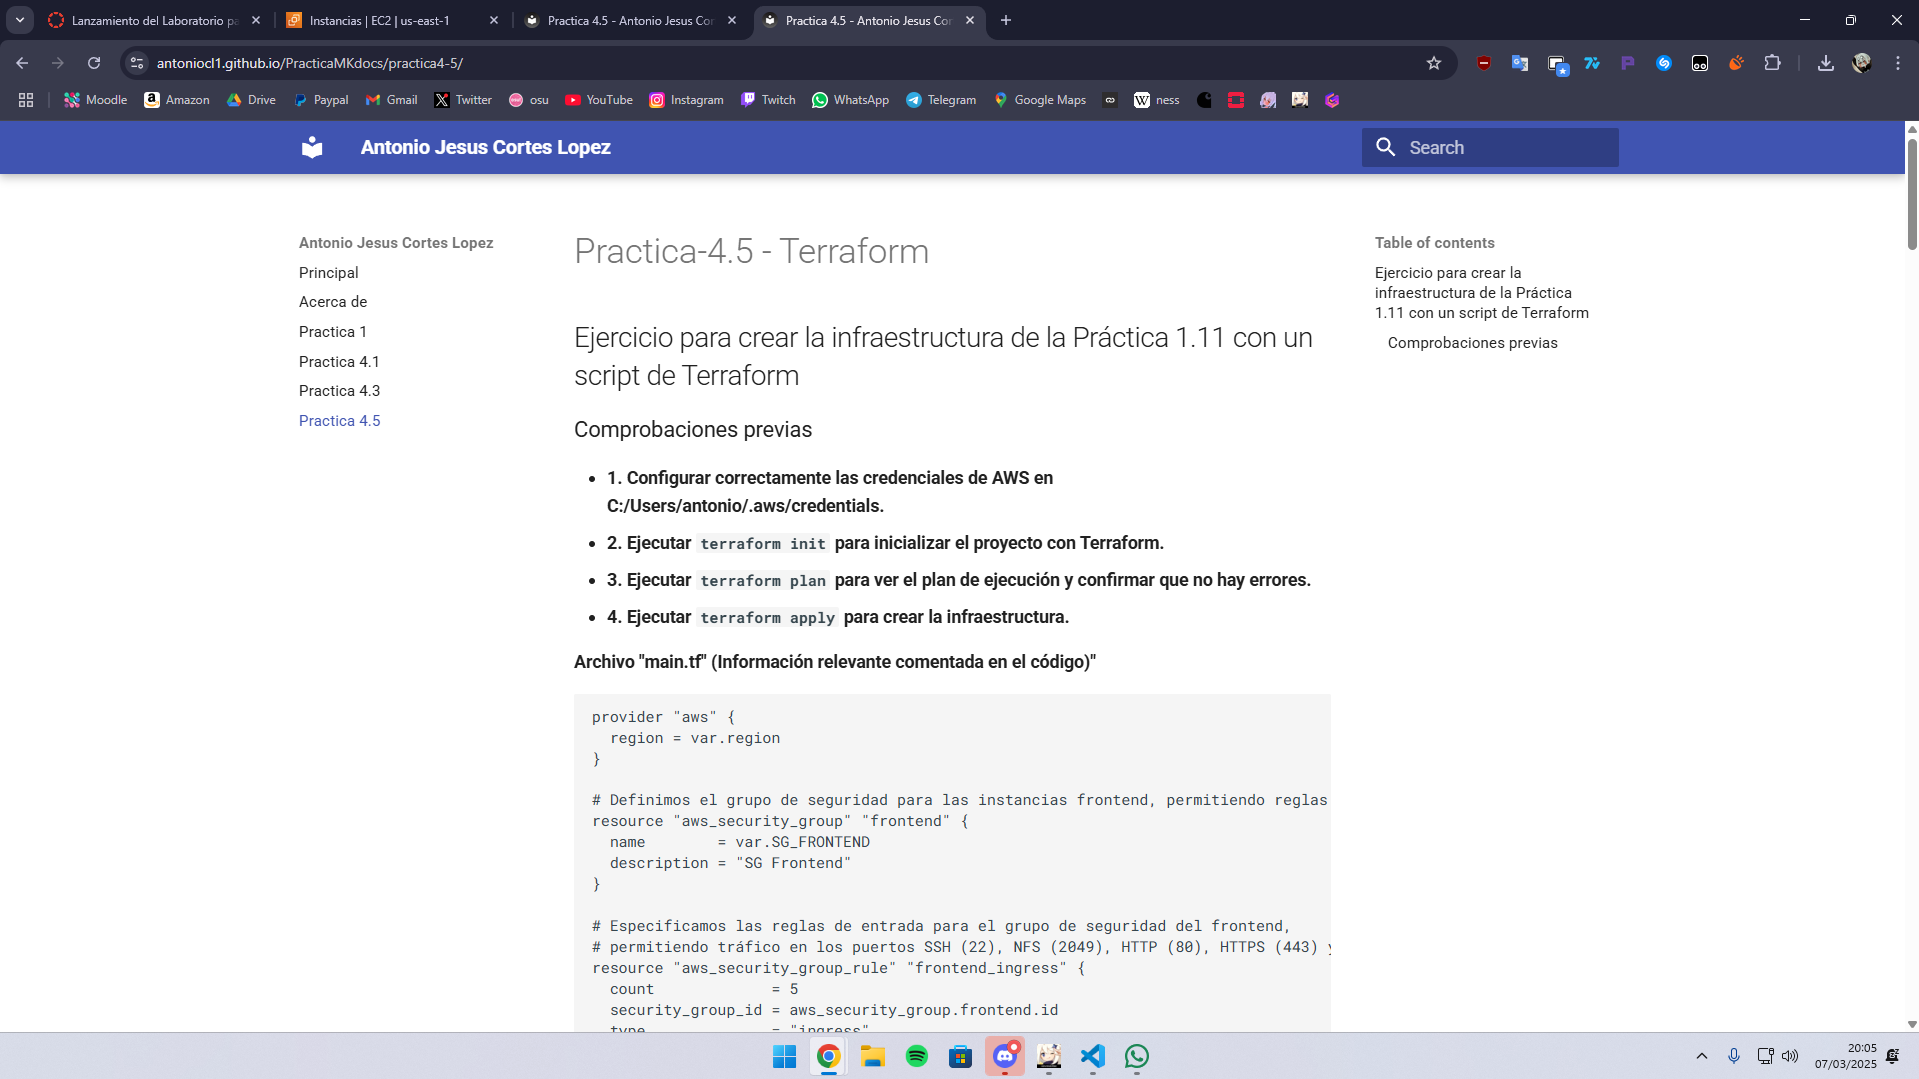 Lanzamiento del Laboratorio pa
Instancias | EC2 | us-east-1
Practica 4.5 - Antonio Jesus Cor
Practica 4.5 - Antonio Jesus Cor
antoniocl1.github.io/PracticaMKdocs/practica4-5/
Moodle
Amazon
Drive
Paypal
Gmail
Twitter
osu
YouTube
Instagram
Twitch
WhatsApp
Telegram
Google Maps
ness
Antonio Jesus Cortes Lopez
Search
Antonio Jesus Cortes Lopez
Principal
Acerca de
Practica 1
Practica 4.1
Practica 4.3
Practica 4.5
Practica-4.5 - Terraform
Ejercicio para crear la infraestructura de la Práctica 1.11 con un
script de Terraform
Comprobaciones previas
• 1. Configurar correctamente las credenciales de AWS en
C:/Users/antonio/.aws/credentials.
• 2. Ejecutar terraform init para inicializar el proyecto con Terraform.
• 3. Ejecutar terraform plan para ver el plan de ejecución y confirmar que no hay errores.
• 4. Ejecutar terraform apply para crear la infraestructura.
Archivo "main.tf" (Información relevante comentada en el código)"
provider "aws" {
  region = var.region
}
# Definimos el grupo de seguridad para las instancias frontend, permitiendo reglas
resource "aws_security_group" "frontend" {
  name        = var.SG_FRONTEND
  description = "SG Frontend"
}
# Especificamos las reglas de entrada para el grupo de seguridad del frontend,
# permitiendo tráfico en los puertos SSH (22), NFS (2049), HTTP (80), HTTPS (443) y
resource "aws_security_group_rule" "frontend_ingress" {
  count             = 5
  security_group_id = aws_security_group.frontend.id
  type              = "ingress"
Table of contents
Ejercicio para crear la
infraestructura de la Práctica
1.11 con un script de Terraform
Comprobaciones previas
20:05
07/03/2025